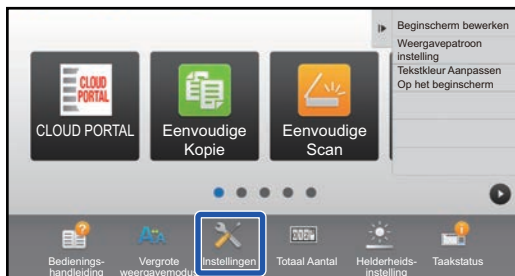 Beginscherm bewerken
Weergavepatroon
instelling
Tekstkleur Aanpassen
Op het beginscherm
CLOUD
PORTAL
CLOUD PORTAL
Eenvoudige
Kopie
Eenvoudige
Scan
Bedienings-
handleiding
Vergrote
weergavemodus
Instellingen
Totaal Aantal
Helderheids-
instelling
Taakstatus